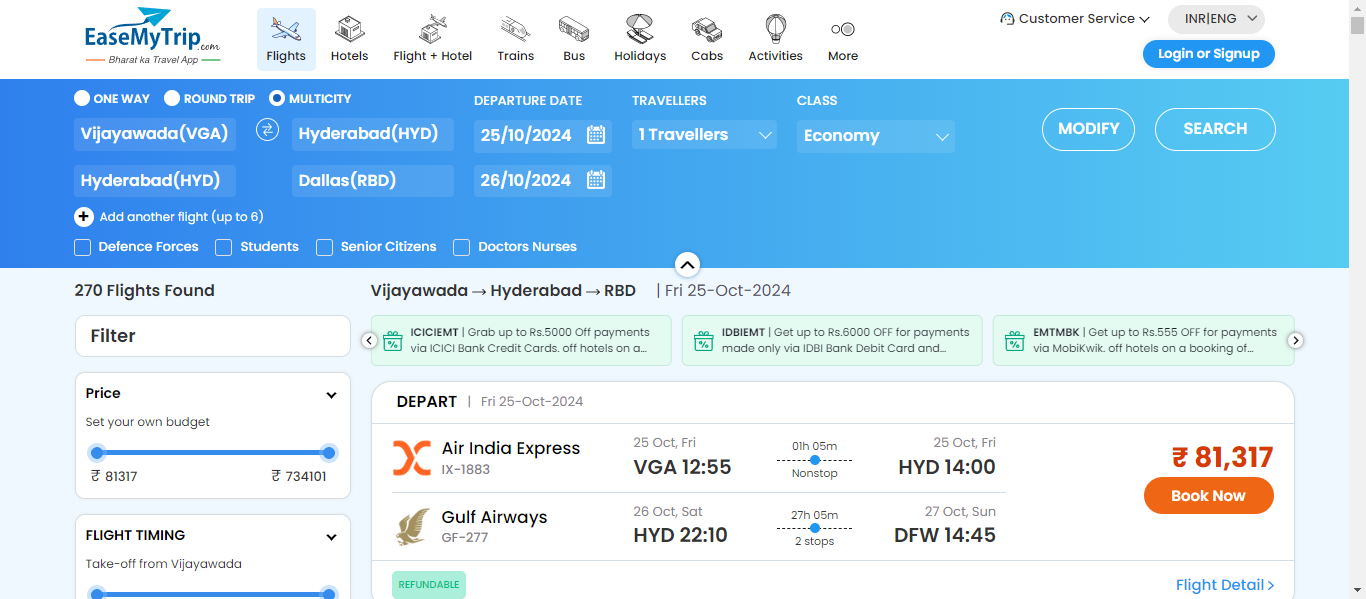 EaseMyTrip.com
Bharat ka Travel App
Flights
Hotels
Flight + Hotel
Trains
Bus
Holidays
Cabs
Activities
More
Customer Service
INR|ENG
Login or Signup
ONE WAY
ROUND TRIP
MULTICITY
DEPARTURE DATE
TRAVELLERS
CLASS
Vijayawada(VGA)
Hyderabad(HYD)
25/10/2024
1 Travellers
Economy
MODIFY
SEARCH
Hyderabad(HYD)
Dallas(RBD)
26/10/2024
Add another flight (up to 6)
Defence Forces
Students
Senior Citizens
Doctors Nurses
270 Flights Found
Vijayawada → Hyderabad → RBD | Fri 25-Oct-2024
Filter
ICICIEMT | Grab up to Rs.5000 Off payments
via ICICI Bank Credit Cards. off hotels on a...
IDBIEMT | Get up to Rs.6000 OFF for payments
made only via IDBI Bank Debit Card and...
EMTMBK | Get up to Rs.555 OFF for payments
via MobiKwik. off hotels on a booking of...
Price
Set your own budget
₹ 81317
₹ 734101
FLIGHT TIMING
Take-off from Vijayawada
DEPART | Fri 25-Oct-2024
Air India Express
IX-1883
25 Oct, Fri
VGA 12:55
01h 05m
Nonstop
25 Oct, Fri
HYD 14:00
₹ 81,317
Book Now
Gulf Airways
GF-277
26 Oct, Sat
HYD 22:10
27h 05m
2 stops
27 Oct, Sun
DFW 14:45
REFUNDABLE
Flight Detail >